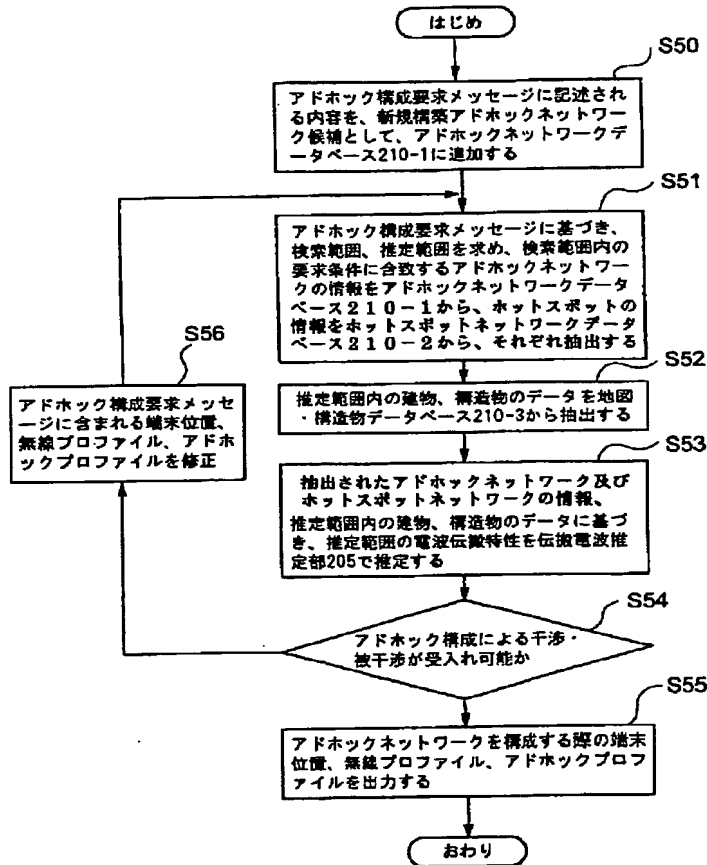 はじめ
S50
アドホック構成要求メッセージに記述され
る内容を、新規構築アドホックネットワー
ク候補として、アドホックネットワークデ
ータベース210-1に追加する
S51
アドホック構成要求メッセージに基づき、
検索範囲、推定範囲を求め、検索範囲内の
要求条件に合致するアドホックネットワー
クの情報をアドホックネットワークデータ
ベース210-1から、ホットスポットの
情報をホットスポットネットワークデータ
ベース210-2から、それぞれ抽出する
S56
アドホック構成要求メッセ
ージに含まれる端末位置、
無線プロファイル、アドホ
ックプロファイルを修正
S52
推定範囲内の建物、構造物のデータを地図
・構造物データベース210-3から抽出する
S53
抽出されたアドホックネットワーク及び
ホットスポットネットワークの情報、
推定範囲内の建物、構造物のデータに基づ
き、推定範囲の電波伝搬特性を伝搬電波推
定部205で推定する
S54
アドホック構成による干渉・
被干渉が受入れ可能か
S55
アドホックネットワークを構成する際の端末
位置、無線プロファイル、アドホックプロフ
ァイルを出力する
おわり